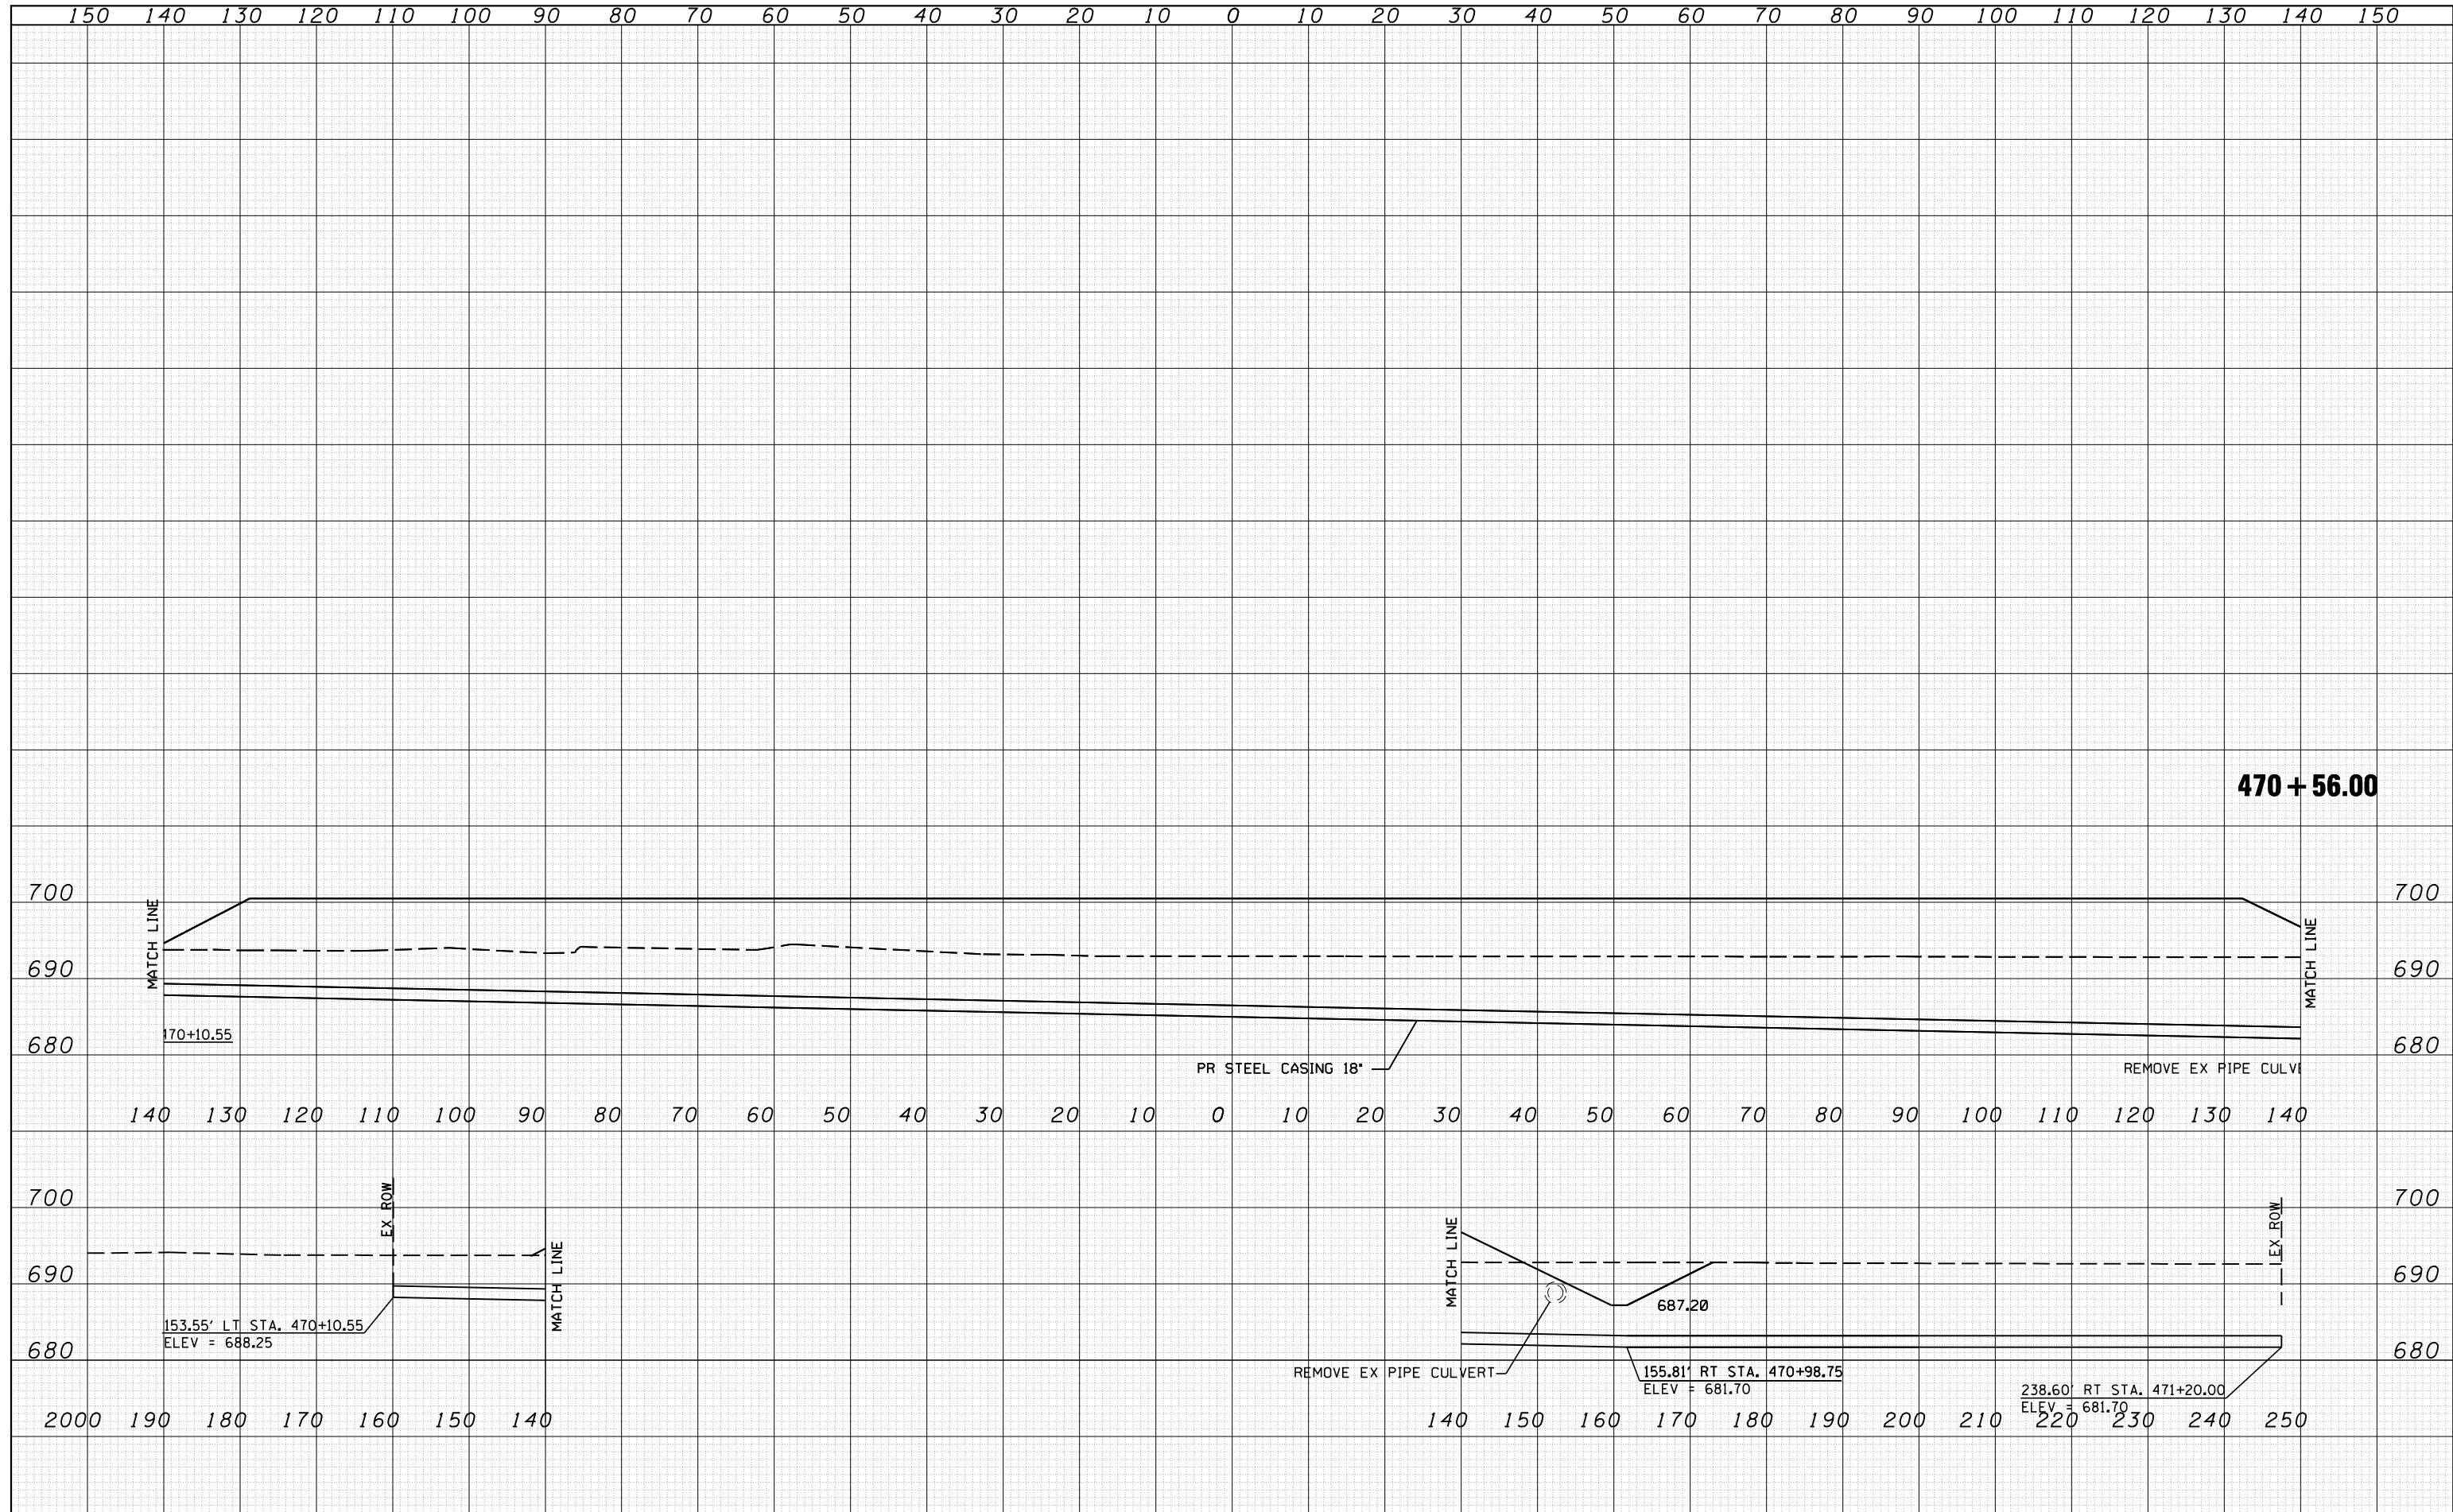 150 140 130 120 110 100 90 80 70 60 50 40 30 20 10 0 10 20 30 40 50 60 70 80 90 100 110 120 130 140 150
470+56.00
700 700
MATCH LINE
MATCH LINE
690 690
470+10.55
680 680
PR STEEL CASING 18"
REMOVE EX PIPE CULVE
140 130 120 110 100 90 80 70 60 50 40 30 20 10 0 10 20 30 40 50 60 70 80 90 100 110 120 130 140
EX ROW
700 700
MATCH LINE
MATCH LINE
EX ROW
690 690
687.20
153.55' LT STA. 470+10.55
ELEV = 688.25
680 680
REMOVE EX PIPE CULVERT
155.81' RT STA. 470+98.75
ELEV = 681.70
238.60' RT STA. 471+20.00
ELEV = 681.70
2000 190 180 170 160 150 140 140 150 160 170 180 190 200 210 220 230 240 250